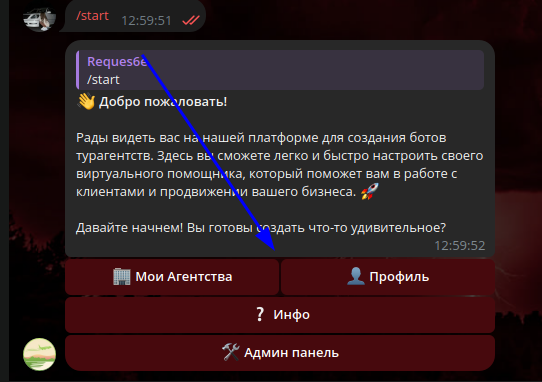 /start
12:59:51
Reques6e
/start
👋 Добро пожаловать!
Рады видеть вас на нашей платформе для создания ботов
турагентств. Здесь вы сможете легко и быстро настроить своего
виртуального помощника, который поможет вам в работе с
клиентами и продвижении вашего бизнеса. 🚀
Давайте начнем! Вы готовы создать что-то удивительное?
12:59:52
🏢 Мои Агентства
👤 Профиль
❔ Инфо
🛠 Админ панель